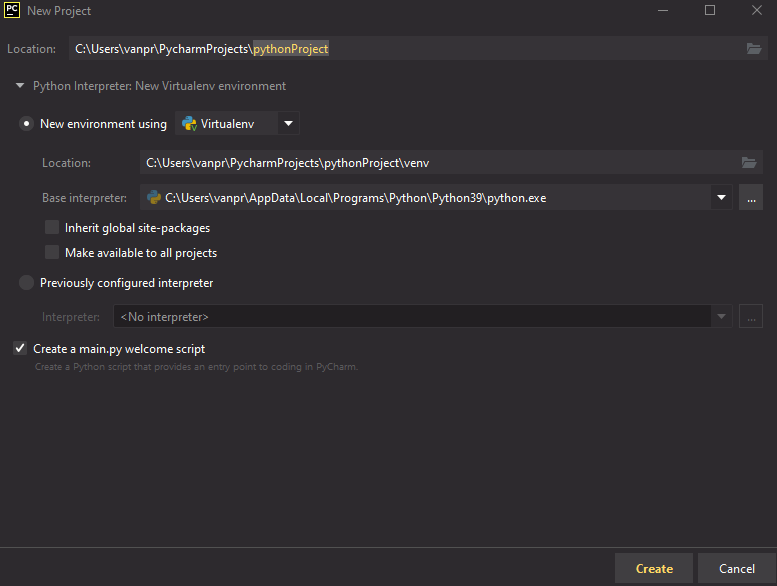 PC New Project
Location: C:\Users\vanpr\PycharmProjects\pythonProject
Python Interpreter: New Virtualenv environment
New environment using Virtualenv
Location: C:\Users\vanpr\PycharmProjects\pythonProject\venv
Base interpreter: C:\Users\vanpr\AppData\Local\Programs\Python\Python39\python.exe ...
Inherit global site-packages
Make available to all projects
Previously configured interpreter
Interpreter: <No interpreter> ...
Create a main.py welcome script
Create a Python script that provides an entry point to coding in PyCharm.
Create Cancel